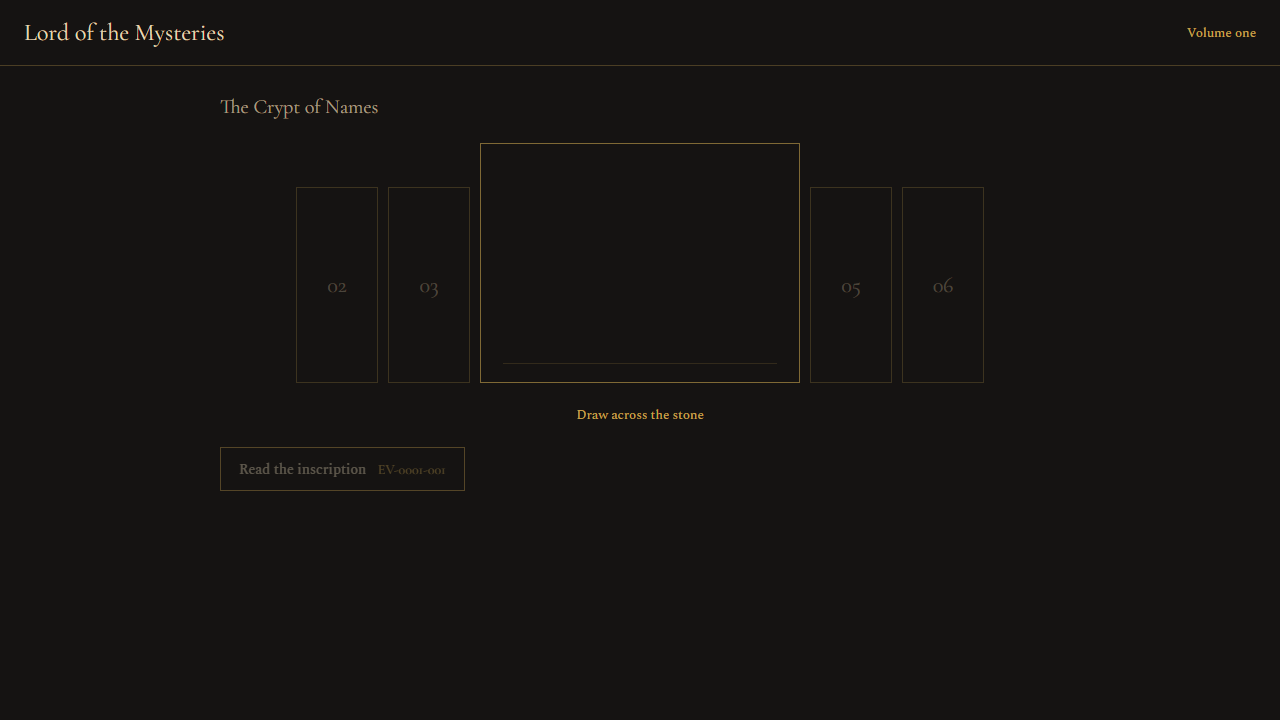 Lord of the Mysteries
Volume one
The Crypt of Names
02
03
05
06
Draw across the stone
Read the inscription EV-0001-001